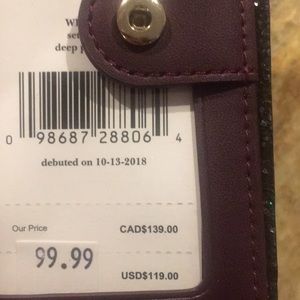 deep p
0 98687 28806 4
debuted on 10-13-2018
Our Price CAD$139.00
99.99
USD$119.00